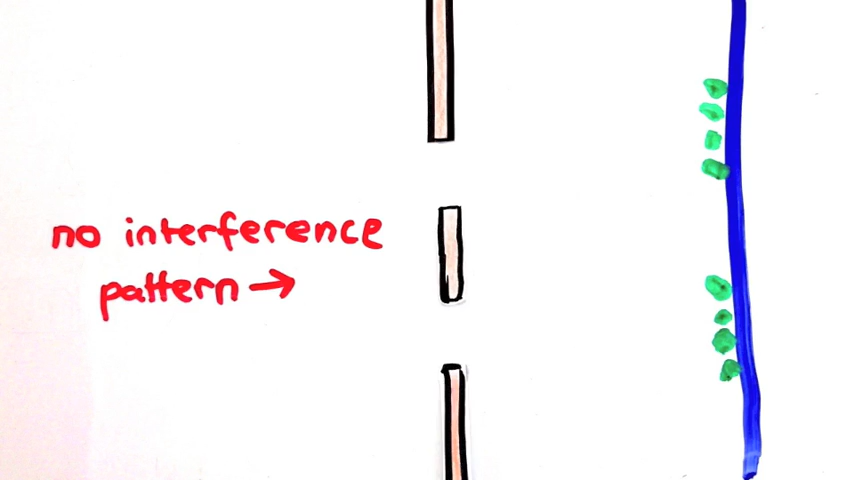 no interference
pattern →